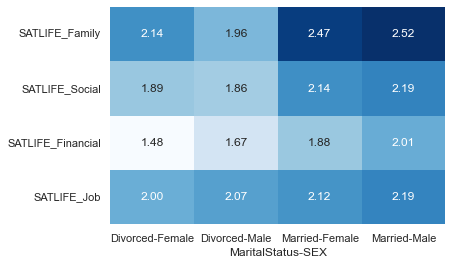 SATLIFE_Family 2.14 1.96 2.47 2.52
SATLIFE_Social 1.89 1.86 2.14 2.19
SATLIFE_Financial 1.48 1.67 1.88 2.01
SATLIFE_Job 2.00 2.07 2.12 2.19
Divorced-Female Divorced-Male Married-Female Married-Male
MaritalStatus-SEX